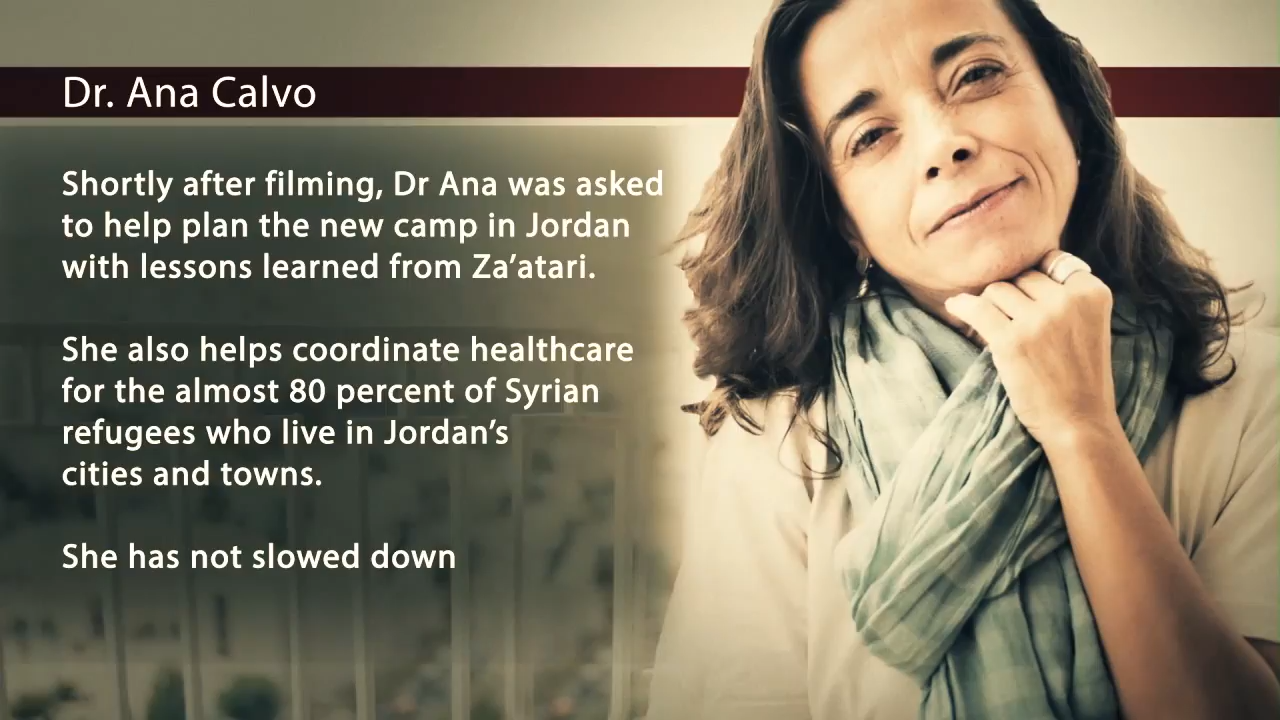 Dr. Ana Calvo
Shortly after filming, Dr Ana was asked
to help plan the new camp in Jordan
with lessons learned from Za’atari.
She also helps coordinate healthcare
for the almost 80 percent of Syrian
refugees who live in Jordan’s
cities and towns.
She has not slowed down